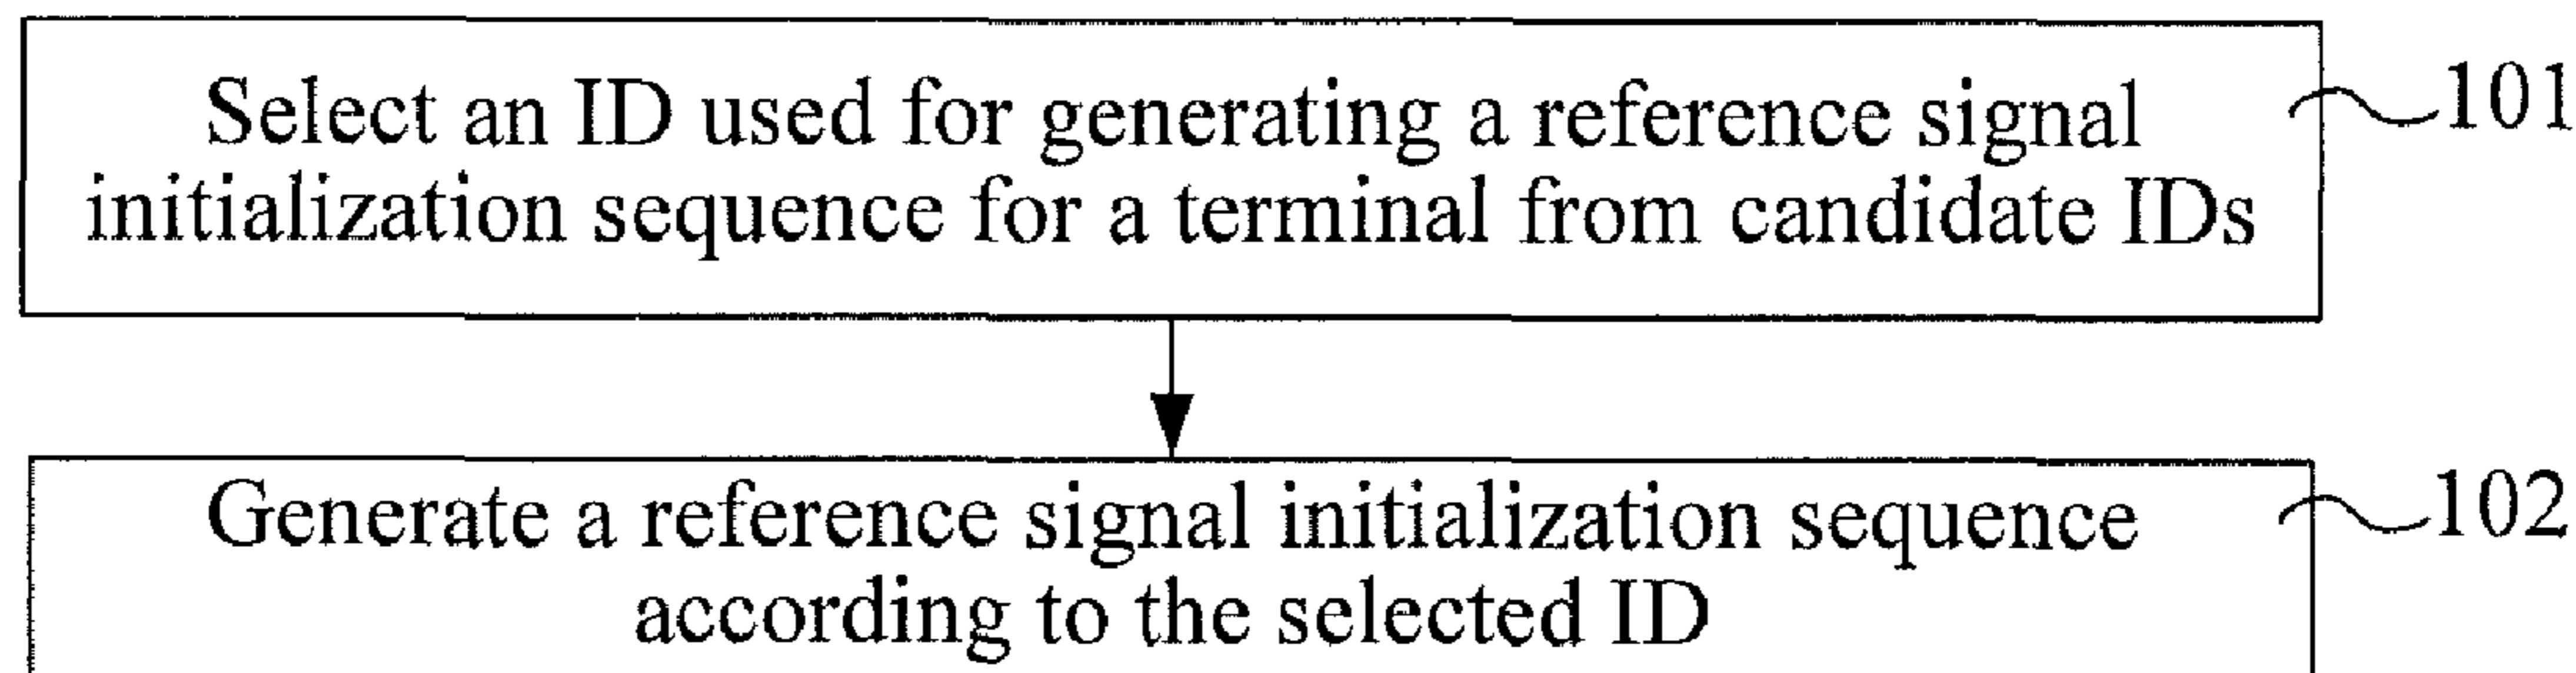 Select an ID used for generating a reference signal
initialization sequence for a terminal from candidate IDs
101
Generate a reference signal initialization sequence
according to the selected ID
102